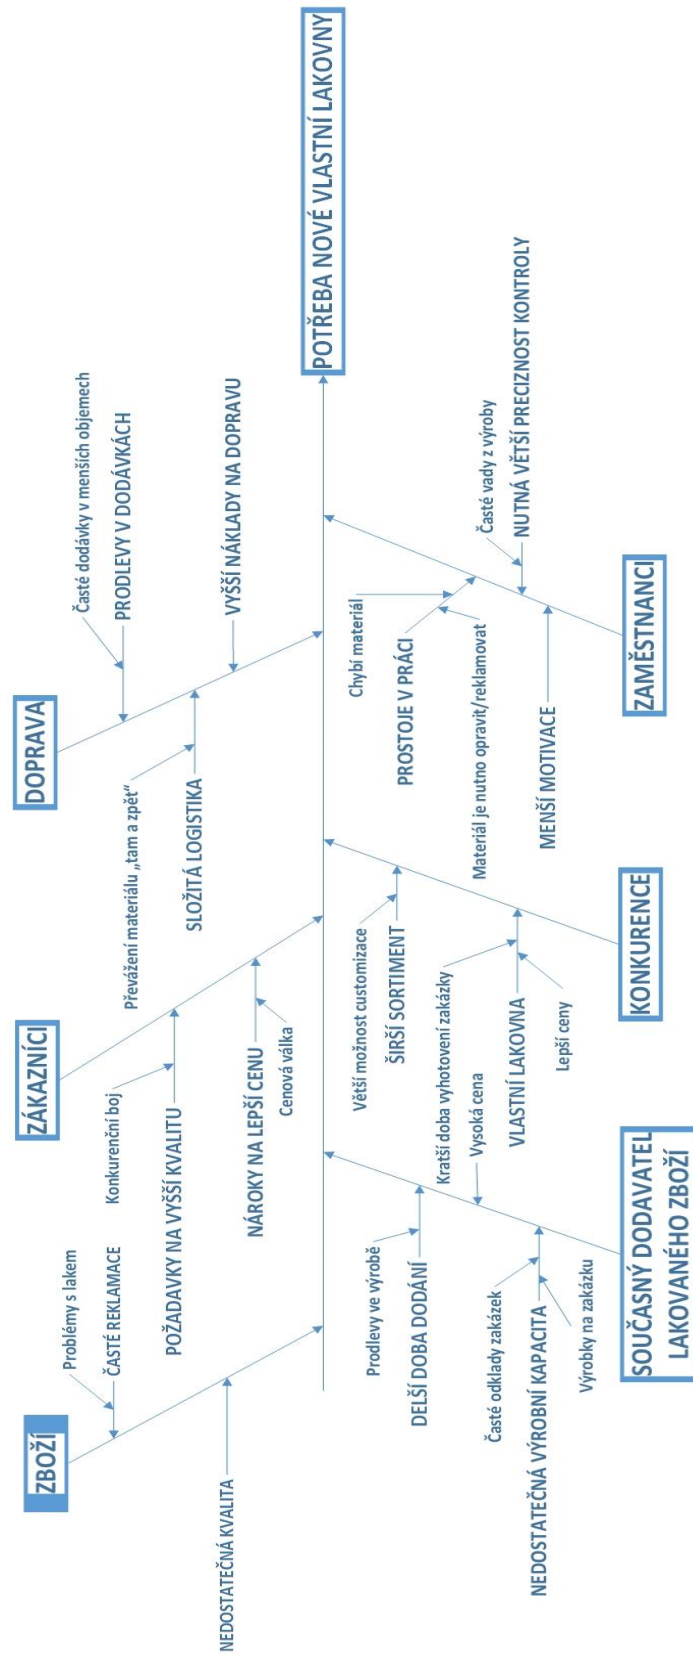 ZBOŽÍ
Problémy s lakem
ČASTÉ REKLAMACE
NEDOSTATEČNÁ KVALITA
ZÁKAZNÍCI
Konkurenční boj
POŽADAVKY NA VYŠŠÍ KVALITU
NÁROKY NA LEPŠÍ CENU
Cenová válka
DOPRAVA
Časté dodávky v menších objemech
PRODLEVY V DODÁVKÁCH
Převážení materiálu „tam a zpět“
SLOŽITÁ LOGISTIKA
VYŠŠÍ NÁKLADY NA DOPRAVU
POTŘEBA NOVÉ VLASTNÍ LAKOVNY
Prodlevy ve výrobě
DELŠÍ DOBA DODÁNÍ
Vysoká cena
Časté odklady zakázek
NEDOSTATEČNÁ VÝROBNÍ KAPACITA
Výrobky na zakázku
SOUČASNÝ DODAVATEL
LAKOVANÉHO ZBOŽÍ
Větší možnost customizace
ŠIRŠÍ SORTIMENT
Kratší doba vyhotovení zakázky
VLASTNÍ LAKOVNA
Lepší ceny
KONKURENCE
Chybí materiál
PROSTOJE V PRÁCI
Materiál je nutno opravit/reklamovat
Časté vady z výroby
NUTNÁ VĚTŠÍ PRECIZNOST KONTROLY
MENŠÍ MOTIVACE
ZAMĚSTNANCI